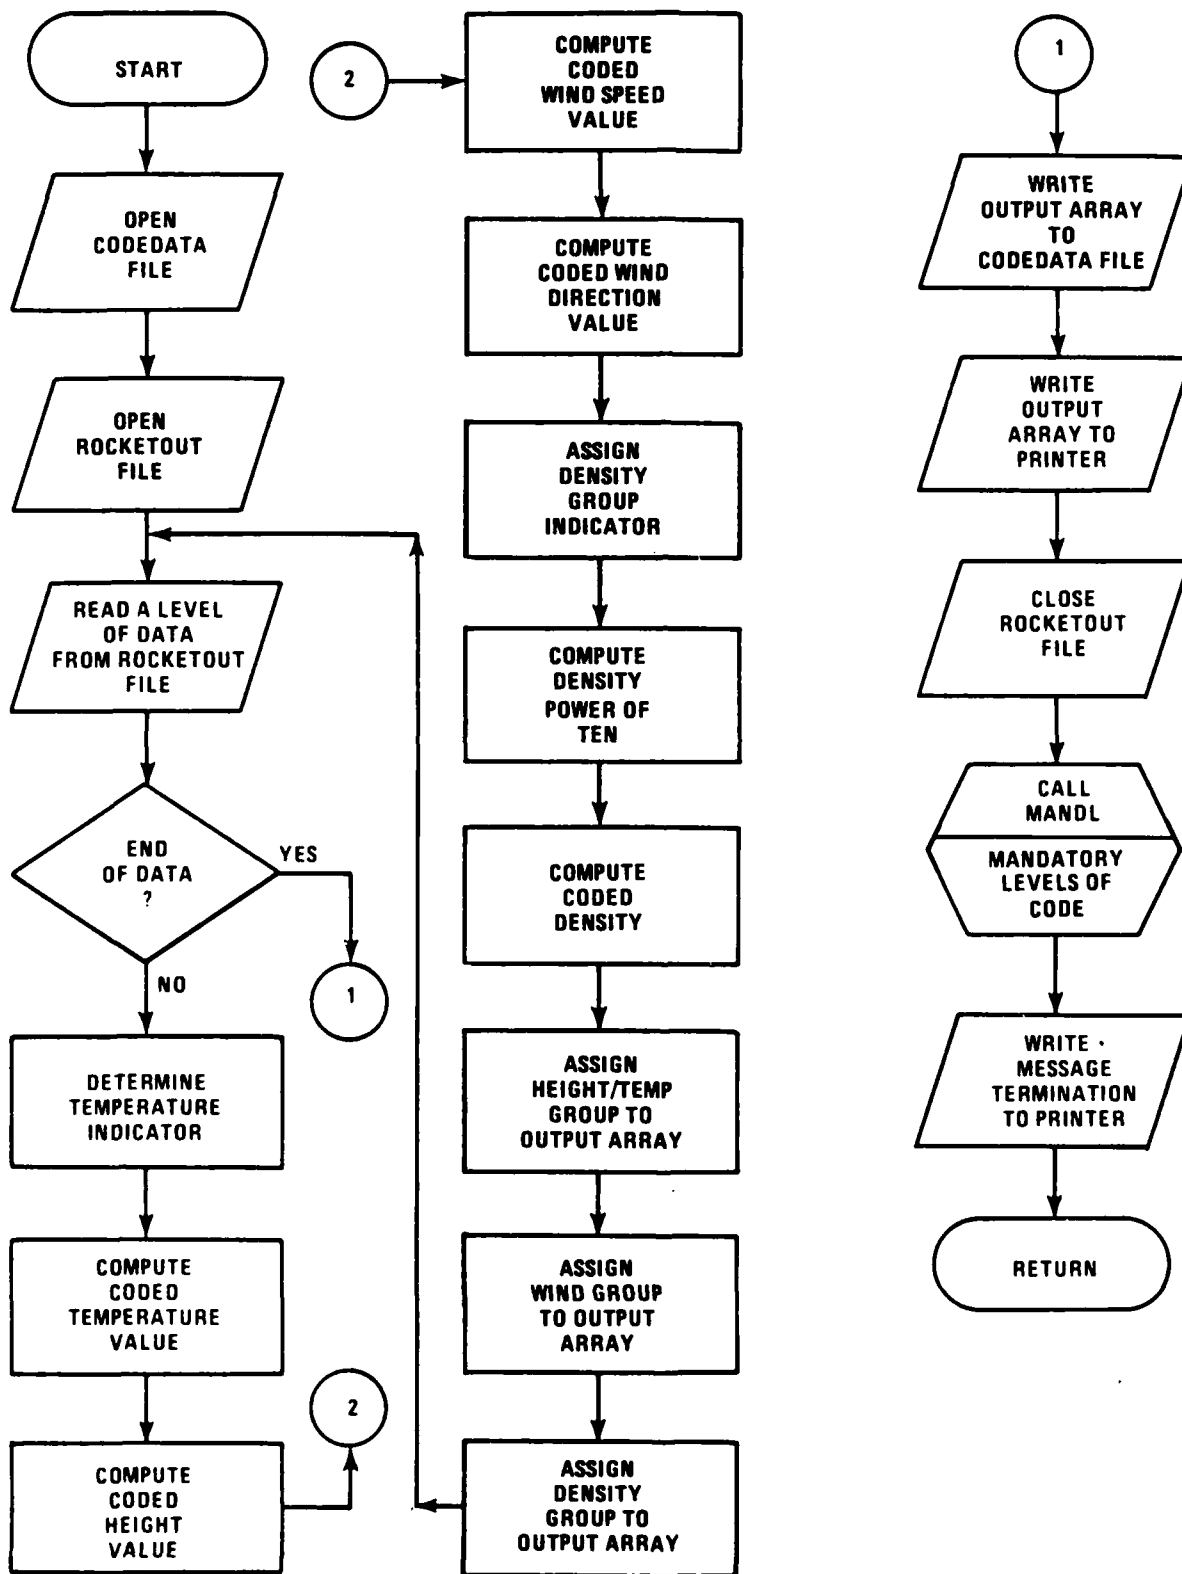 START
OPEN
CODEDATA
FILE
OPEN
ROCKETOUT
FILE
READ A LEVEL
OF DATA
FROM ROCKETOUT
FILE
END
OF DATA
?
YES
NO
1
DETERMINE
TEMPERATURE
INDICATOR
COMPUTE
CODED
TEMPERATURE
VALUE
COMPUTE
CODED
HEIGHT
VALUE
2
2
COMPUTE
CODED
WIND SPEED
VALUE
COMPUTE
CODED WIND
DIRECTION
VALUE
ASSIGN
DENSITY
GROUP
INDICATOR
COMPUTE
DENSITY
POWER OF
TEN
COMPUTE
CODED
DENSITY
ASSIGN
HEIGHT/TEMP
GROUP TO
OUTPUT ARRAY
ASSIGN
WIND GROUP
TO OUTPUT
ARRAY
ASSIGN
DENSITY
GROUP TO
OUTPUT ARRAY
1
WRITE
OUTPUT ARRAY
TO
CODEDATA FILE
WRITE
OUTPUT
ARRAY TO
PRINTER
CLOSE
ROCKETOUT
FILE
CALL
MANDL
MANDATORY
LEVELS OF
CODE
WRITE
MESSAGE
TERMINATION
TO PRINTER
RETURN